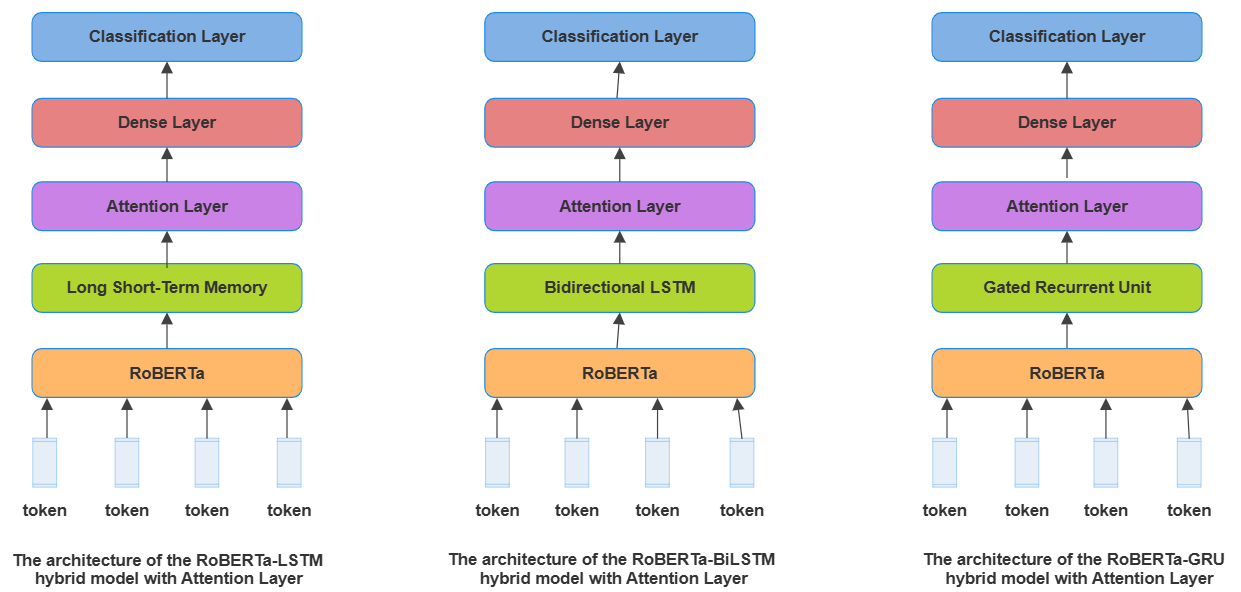 Classification Layer
Dense Layer
Attention Layer
Long Short-Term Memory
RoBERTa
token token token token
The architecture of the RoBERTa-LSTM
hybrid model with Attention Layer
Classification Layer
Dense Layer
Attention Layer
Bidirectional LSTM
RoBERTa
token token token token
The architecture of the RoBERTa-BiLSTM
hybrid model with Attention Layer
Classification Layer
Dense Layer
Attention Layer
Gated Recurrent Unit
RoBERTa
token token token token
The architecture of the RoBERTa-GRU
hybrid model with Attention Layer